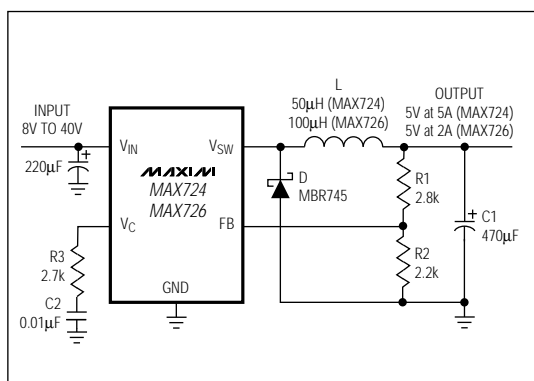 INPUT
8V TO 40V
220µF
+
VIN
VSW
MAXIM
MAX724
MAX726
VC
FB
GND
R3
2.7k
C2
0.01µF
L
50µH (MAX724)
100µH (MAX726)
D
MBR745
OUTPUT
5V at 5A (MAX724)
5V at 2A (MAX726)
R1
2.8k
R2
2.2k
+
C1
470µF